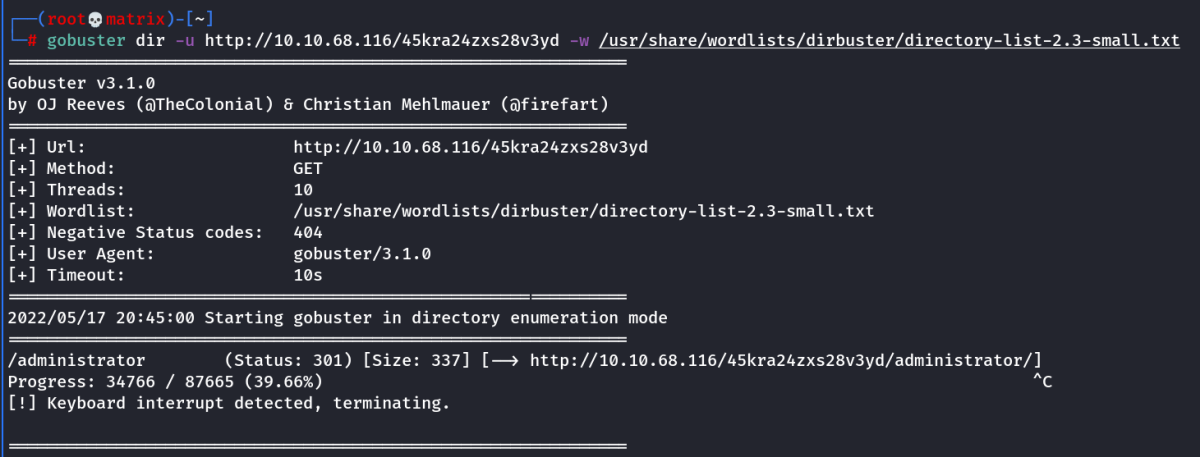 ┌──(root💀matrix)-[~]
└─# gobuster dir -u http://10.10.68.116/45kra24zxs28v3yd -w /usr/share/wordlists/dirbuster/directory-list-2.3-small.txt
===============================================================
Gobuster v3.1.0
by OJ Reeves (@TheColonial) & Christian Mehlmauer (@firefart)
===============================================================
[+] Url:                     http://10.10.68.116/45kra24zxs28v3yd
[+] Method:                  GET
[+] Threads:                 10
[+] Wordlist:                /usr/share/wordlists/dirbuster/directory-list-2.3-small.txt
[+] Negative Status codes:   404
[+] User Agent:              gobuster/3.1.0
[+] Timeout:                 10s
===============================================================
2022/05/17 20:45:00 Starting gobuster in directory enumeration mode
===============================================================
/administrator        (Status: 301) [Size: 337] [--> http://10.10.68.116/45kra24zxs28v3yd/administrator/]
Progress: 34766 / 87665 (39.66%)                                                                          ^C
[!] Keyboard interrupt detected, terminating.
===============================================================